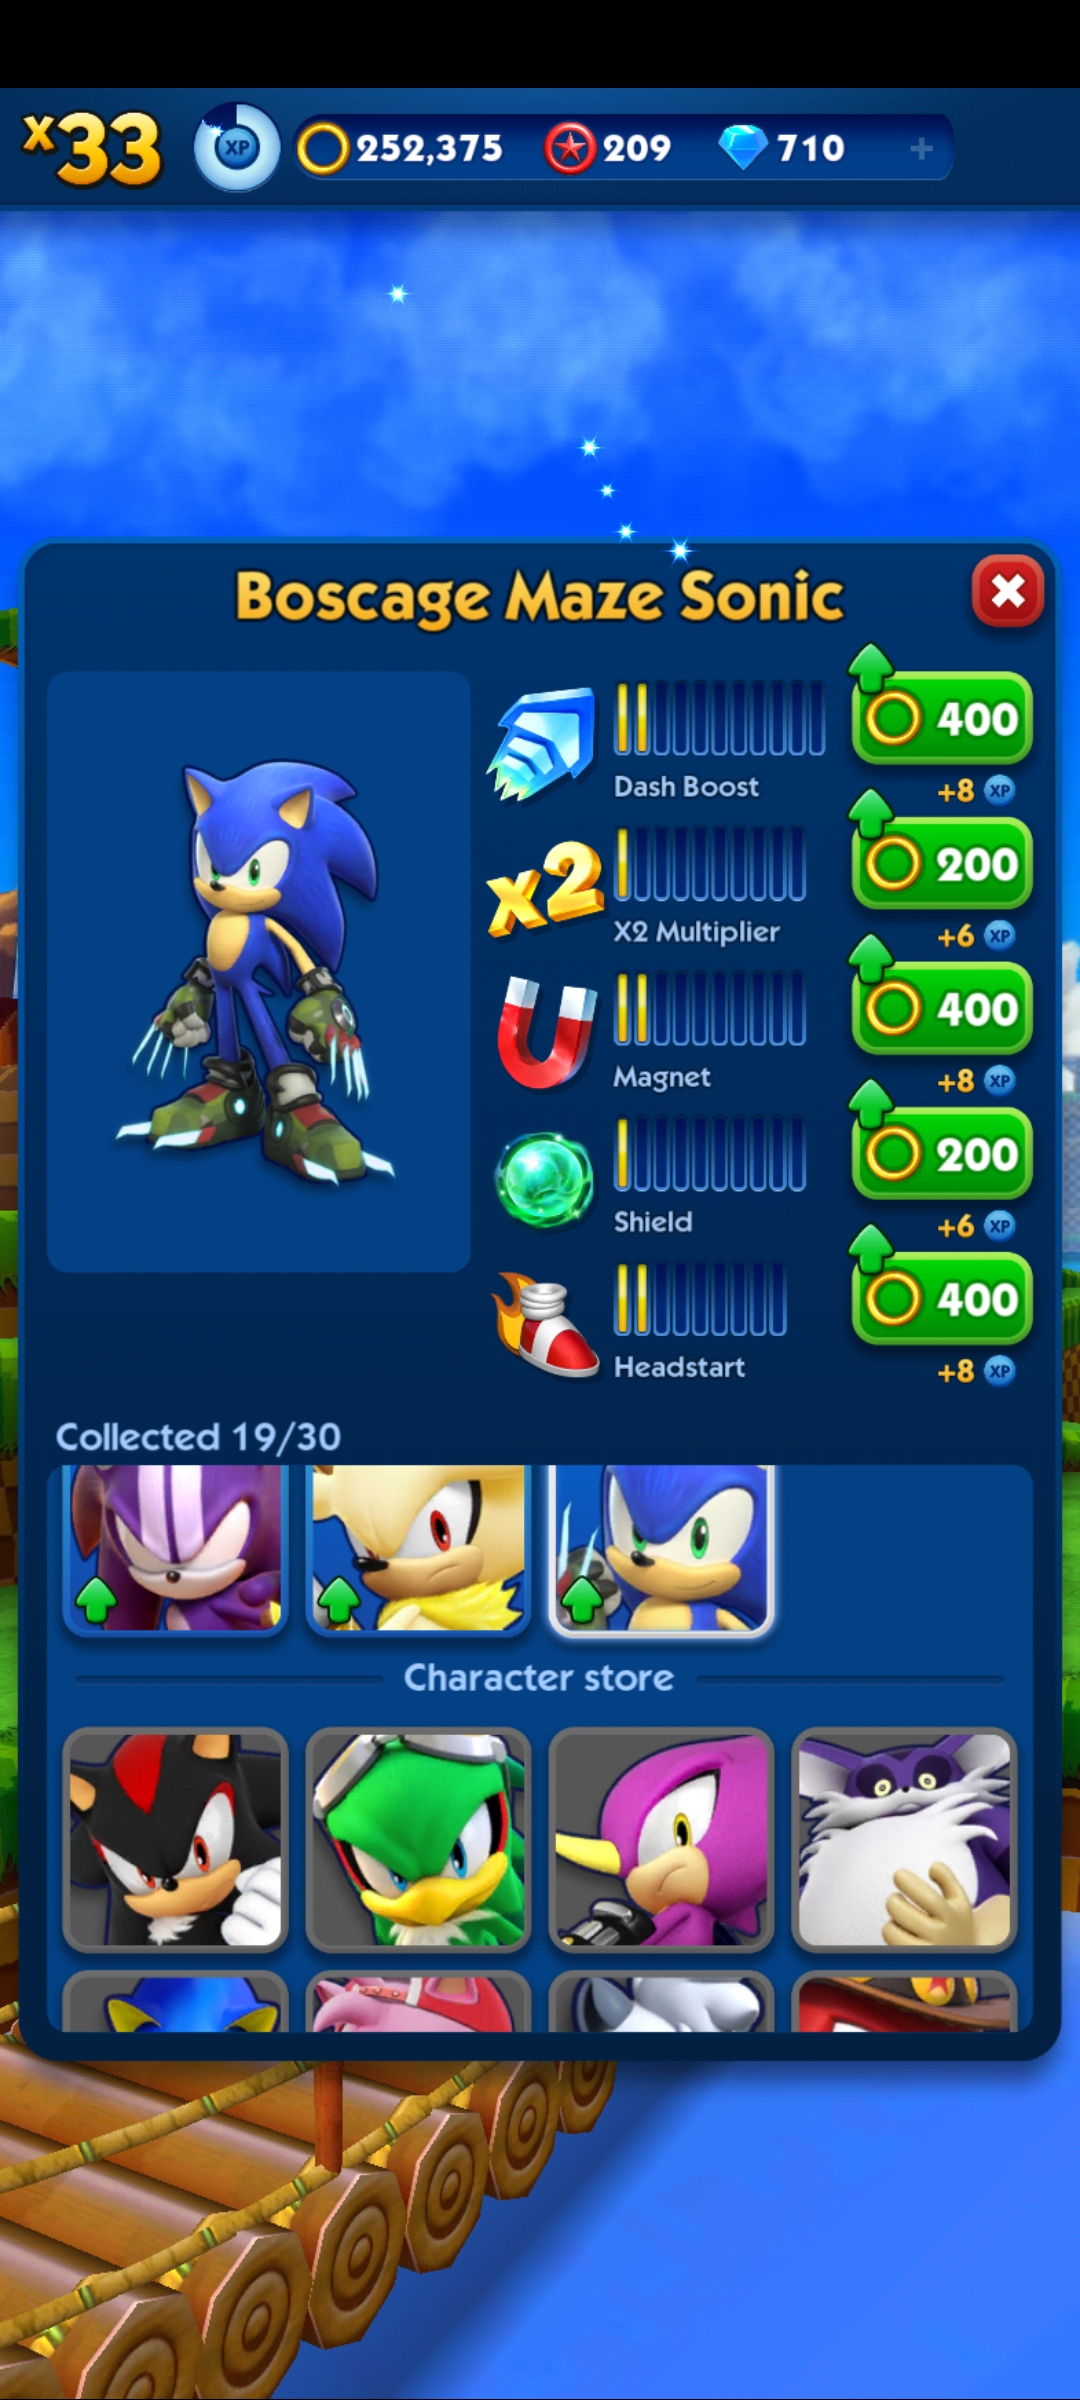 x33 XP 252,375 209 710 +
Boscage Maze Sonic
400
Dash Boost
+8 XP
x2
200
X2 Multiplier
+6 XP
400
Magnet
+8 XP
200
Shield
+6 XP
400
Headstart
+8 XP
Collected 19/30
Character store